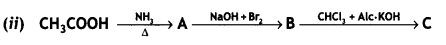 (ii) CH₃COOH —NH₃/Δ→ A —NaOH + Br₂→ B —CHCl₃ + Alc·KOH→ C